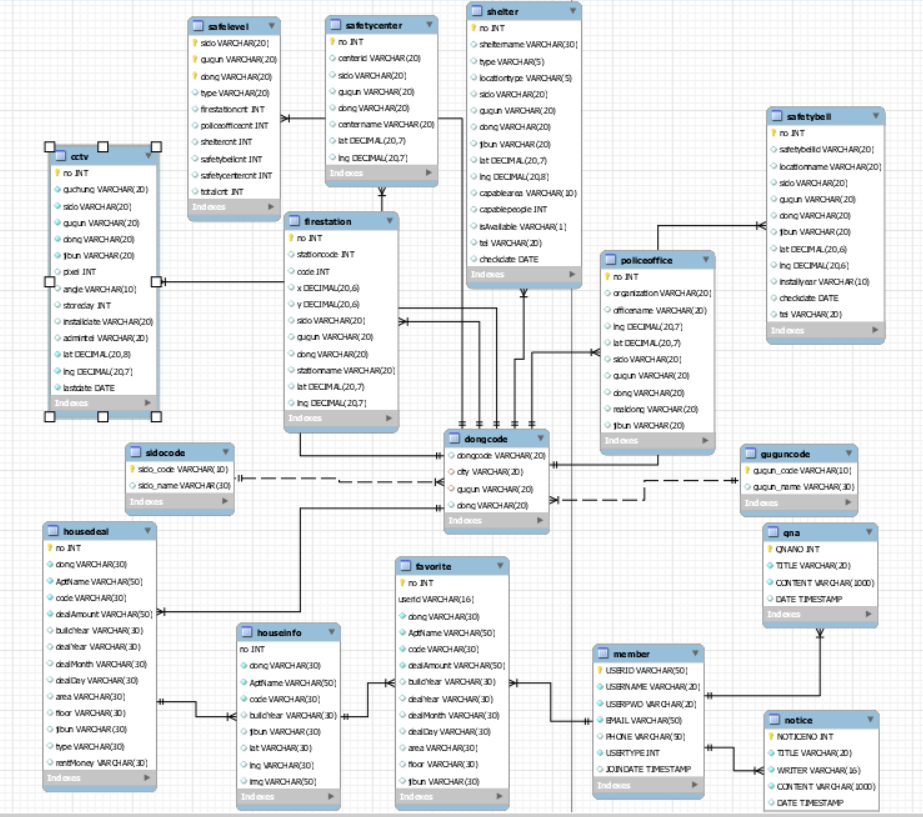 safelevel
sido VARCHAR(20)
gugun VARCHAR(20)
dong VARCHAR(20)
type VARCHAR(20)
firestationcnt INT
policeofficecnt INT
sheltercnt INT
safetybellcnt INT
safetycentercnt INT
totalcnt INT
Indexes
safetycenter
no INT
centerid VARCHAR(20)
sido VARCHAR(20)
gugun VARCHAR(20)
dong VARCHAR(20)
centername VARCHAR(20)
lat DECIMAL(20,7)
lng DECIMAL(20,7)
Indexes
shelter
no INT
sheltername VARCHAR(30)
type VARCHAR(5)
locationtype VARCHAR(5)
sido VARCHAR(20)
gugun VARCHAR(20)
dong VARCHAR(20)
jibun VARCHAR(20)
lat DECIMAL(20,7)
lng DECIMAL(20,8)
capablearea VARCHAR(10)
capablepeople INT
isAvailable VARCHAR(1)
tel VARCHAR(20)
checkdate DATE
Indexes
safetybell
no INT
safetybellid VARCHAR(20)
locationname VARCHAR(20)
sido VARCHAR(20)
gugun VARCHAR(20)
dong VARCHAR(20)
jibun VARCHAR(20)
lat DECIMAL(20,6)
lng DECIMAL(20,6)
installyear VARCHAR(10)
checkdate DATE
tel VARCHAR(20)
Indexes
cctv
no INT
guchung VARCHAR(20)
sido VARCHAR(20)
gugun VARCHAR(20)
dong VARCHAR(20)
jibun VARCHAR(20)
pixel INT
angle VARCHAR(10)
storeday INT
installdate VARCHAR(20)
admintel VARCHAR(20)
lat DECIMAL(20,8)
lng DECIMAL(20,7)
lastdate DATE
Indexes
firestation
no INT
stationcode INT
code INT
x DECIMAL(20,6)
y DECIMAL(20,6)
sido VARCHAR(20)
gugun VARCHAR(20)
dong VARCHAR(20)
stationname VARCHAR(20)
lat DECIMAL(20,7)
lng DECIMAL(20,7)
Indexes
policeoffice
no INT
organization VARCHAR(20)
officename VARCHAR(20)
lng DECIMAL(20,7)
lat DECIMAL(20,7)
sido VARCHAR(20)
gugun VARCHAR(20)
dong VARCHAR(20)
realdong VARCHAR(20)
jibun VARCHAR(20)
Indexes
dongcode
dongcode VARCHAR(20)
city VARCHAR(20)
gugun VARCHAR(20)
dong VARCHAR(20)
Indexes
sidocode
sido_code VARCHAR(10)
sido_name VARCHAR(30)
Indexes
guguncode
gugun_code VARCHAR(10)
gugun_name VARCHAR(30)
Indexes
housedeal
no INT
dong VARCHAR(30)
AptName VARCHAR(50)
code VARCHAR(30)
dealAmount VARCHAR(50)
buildYear VARCHAR(30)
dealYear VARCHAR(30)
dealMonth VARCHAR(30)
dealDay VARCHAR(30)
area VARCHAR(30)
floor VARCHAR(30)
jibun VARCHAR(30)
type VARCHAR(30)
rentMoney VARCHAR(30)
Indexes
houseinfo
no INT
dong VARCHAR(30)
AptName VARCHAR(50)
code VARCHAR(30)
buildYear VARCHAR(30)
jibun VARCHAR(30)
lat VARCHAR(30)
lng VARCHAR(30)
img VARCHAR(50)
Indexes
favorite
no INT
userid VARCHAR(16)
dong VARCHAR(30)
AptName VARCHAR(50)
code VARCHAR(30)
dealAmount VARCHAR(50)
buildYear VARCHAR(30)
dealYear VARCHAR(30)
dealMonth VARCHAR(30)
dealDay VARCHAR(30)
area VARCHAR(30)
floor VARCHAR(30)
jibun VARCHAR(30)
Indexes
member
USERID VARCHAR(50)
USERNAME VARCHAR(20)
USERPWD VARCHAR(20)
EMAIL VARCHAR(50)
PHONE VARCHAR(50)
USERTYPE INT
JOINDATE TIMESTAMP
Indexes
qna
QNANO INT
TITLE VARCHAR(20)
CONTENT VARCHAR(1000)
DATE TIMESTAMP
Indexes
notice
NOTICENO INT
TITLE VARCHAR(20)
WRITER VARCHAR(16)
CONTENT VARCHAR(1000)
DATE TIMESTAMP